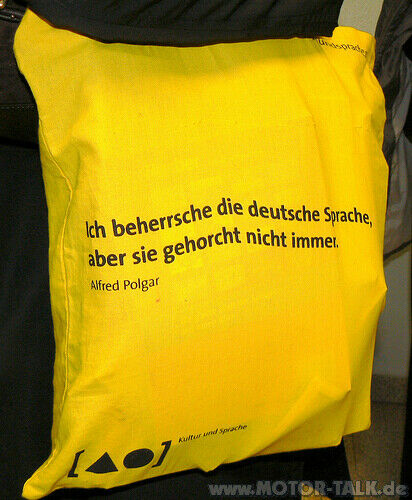 undsprache
Ich beherrsche die deutsche Sprache,
aber sie gehorcht nicht immer.
Alfred Polgar
Kultur und Sprache
www.MOTOR-TALK.de